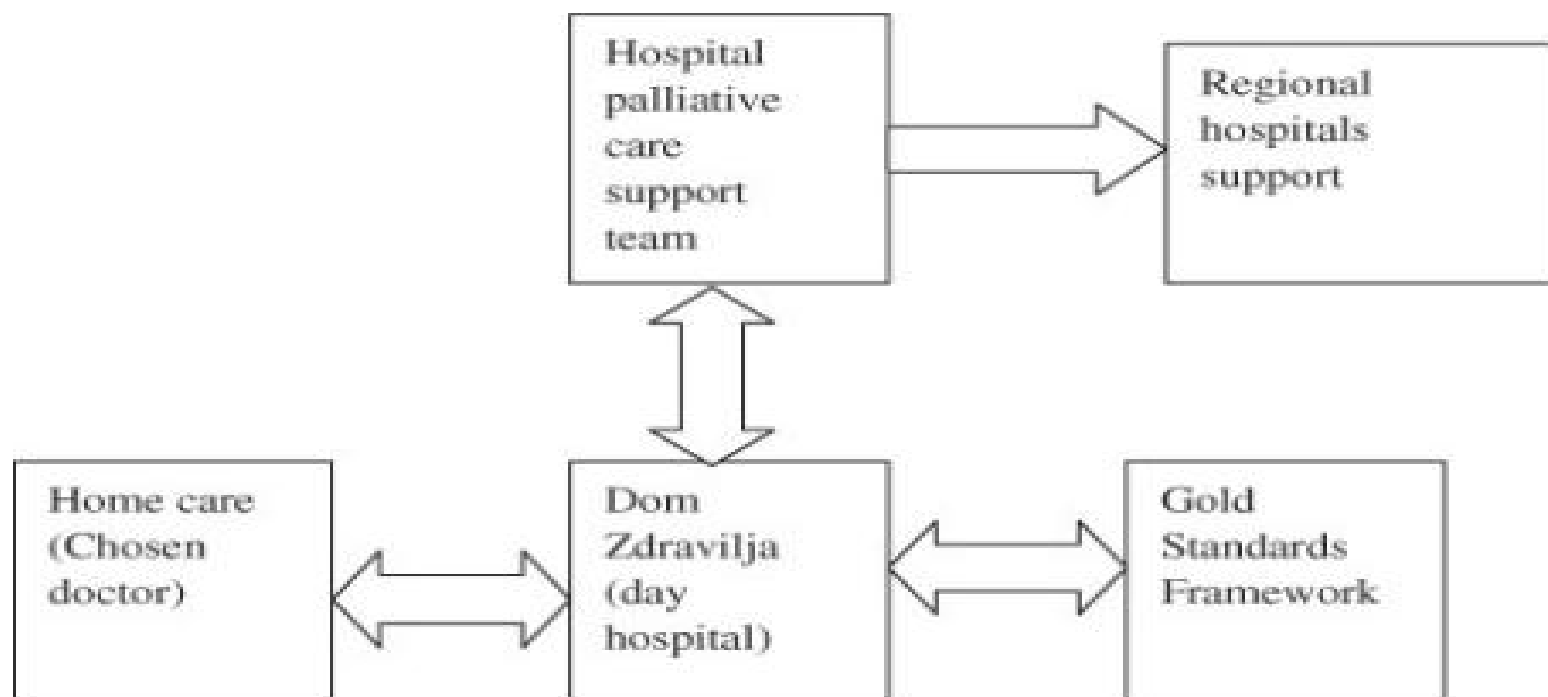 Hospital
palliative
care
support
team
Regional
hospitals
support
Home care
(Chosen
doctor)
Dom
Zdravilja
(day
hospital)
Gold
Standards
Framework